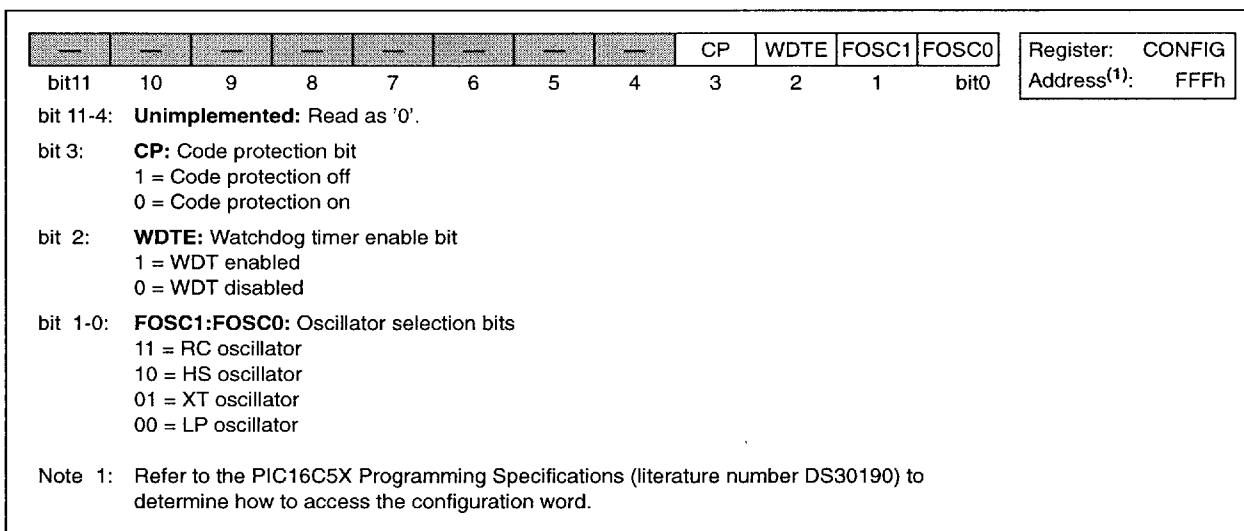 — — — — — — — — CP WDTE FOSC1 FOSC0
bit11 10 9 8 7 6 5 4 3 2 1 bit0
Register: CONFIG
Address(1): FFFh
bit 11-4: Unimplemented: Read as '0'.
bit 3: CP: Code protection bit
1 = Code protection off
0 = Code protection on
bit 2: WDTE: Watchdog timer enable bit
1 = WDT enabled
0 = WDT disabled
bit 1-0: FOSC1:FOSC0: Oscillator selection bits
11 = RC oscillator
10 = HS oscillator
01 = XT oscillator
00 = LP oscillator
Note 1: Refer to the PIC16C5X Programming Specifications (literature number DS30190) to
determine how to access the configuration word.